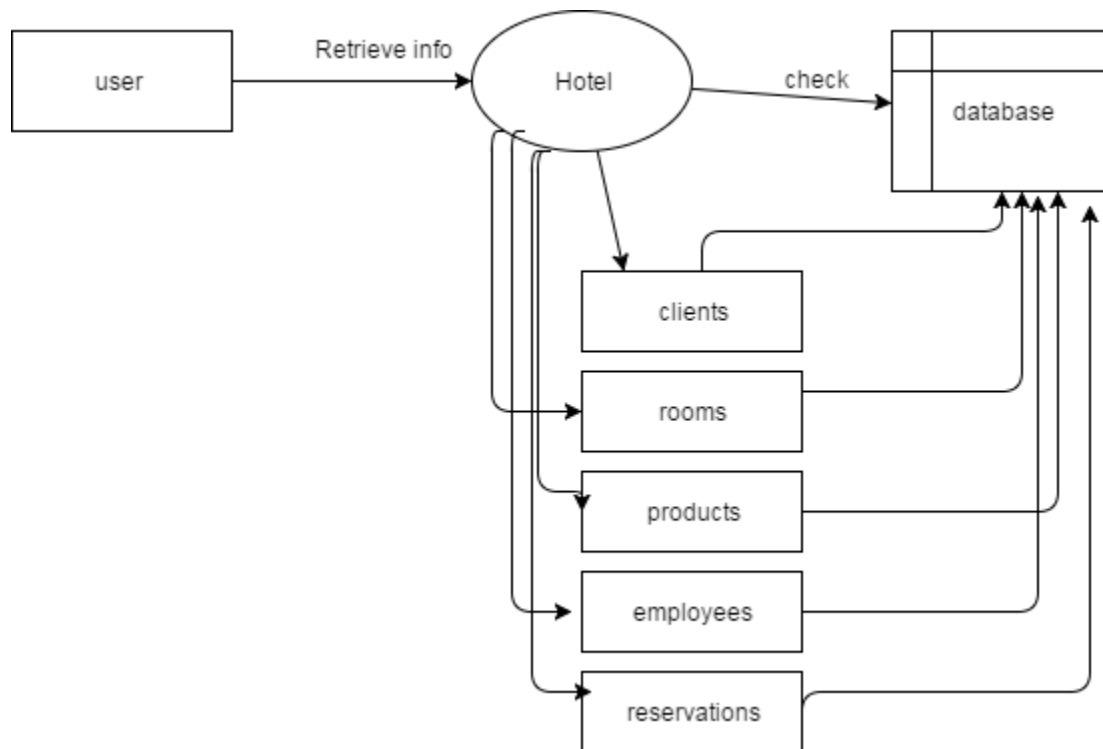 user
Retrieve info
Hotel
check
database
clients
rooms
products
employees
reservations